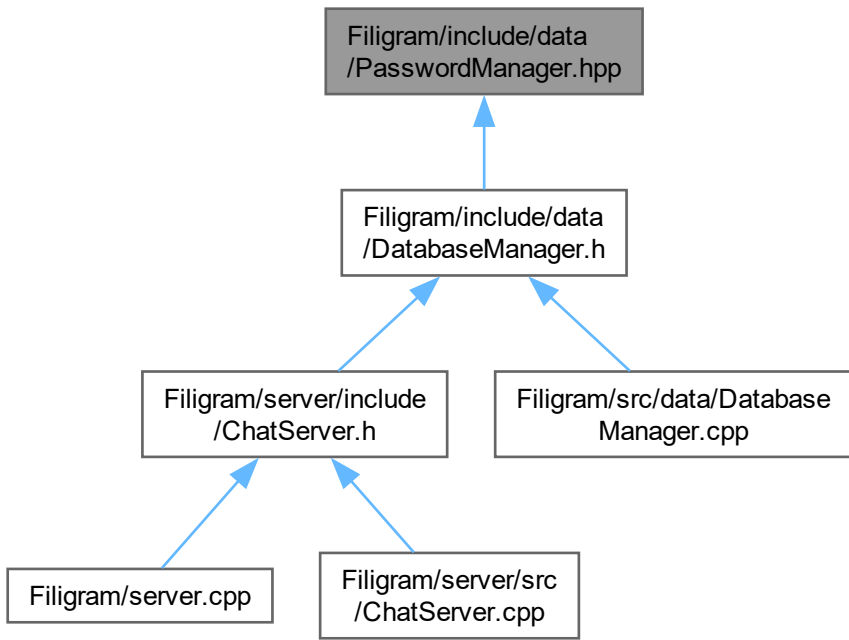 Filigram/include/data
/PasswordManager.hpp
Filigram/include/data
/DatabaseManager.h
Filigram/server/include
/ChatServer.h
Filigram/src/data/Database
Manager.cpp
Filigram/server.cpp
Filigram/server/src
/ChatServer.cpp